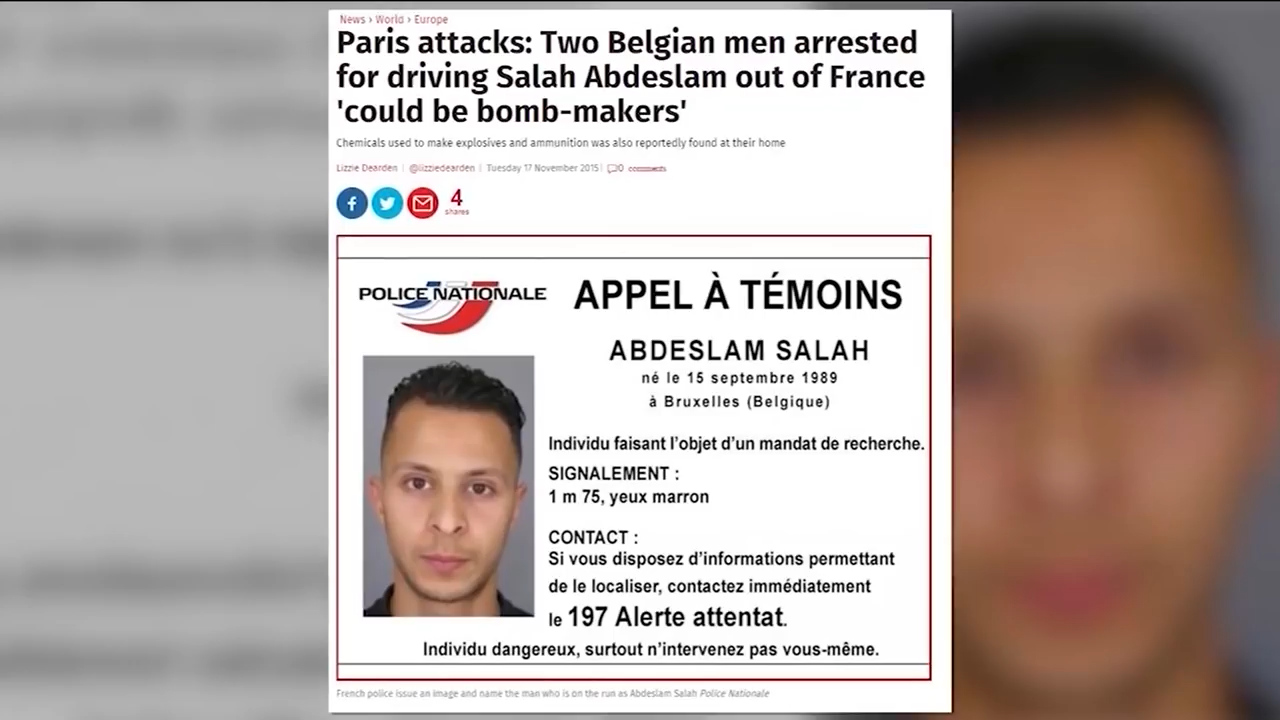 News › World › Europe
Paris attacks: Two Belgian men arrested
for driving Salah Abdeslam out of France
'could be bomb-makers'
Chemicals used to make explosives and ammunition was also reportedly found at their home
Lizzie Dearden | @lizziedearden | Tuesday 17 November 2015 | 0 comments
4
shares
POLICE NATIONALE
APPEL À TÉMOINS
ABDESLAM SALAH
né le 15 septembre 1989
à Bruxelles (Belgique)
Individu faisant l'objet d'un mandat de recherche.
SIGNALEMENT :
1 m 75, yeux marron
CONTACT :
Si vous disposez d'informations permettant
de le localiser, contactez immédiatement
le 197 Alerte attentat.
Individu dangereux, surtout n'intervenez pas vous-même.
French police issue an image and name the man who is on the run as Abdeslam Salah Police Nationale